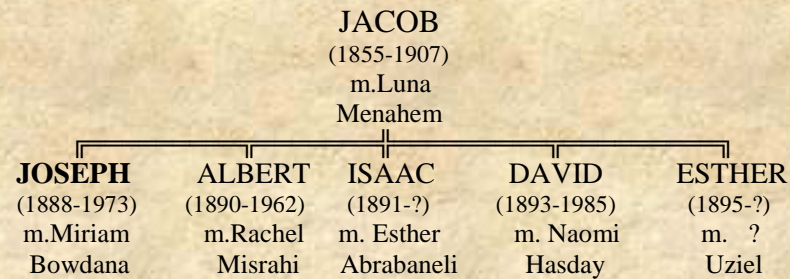 JACOB
(1855-1907)
m.Luna
Menahem
JOSEPH ALBERT ISAAC DAVID ESTHER
(1888-1973) (1890-1962) (1891-?) (1893-1985) (1895-?)
m.Miriam m.Rachel m. Esther m. Naomi m. ?
Bowdana Misrahi Abrabaneli Hasday Uziel